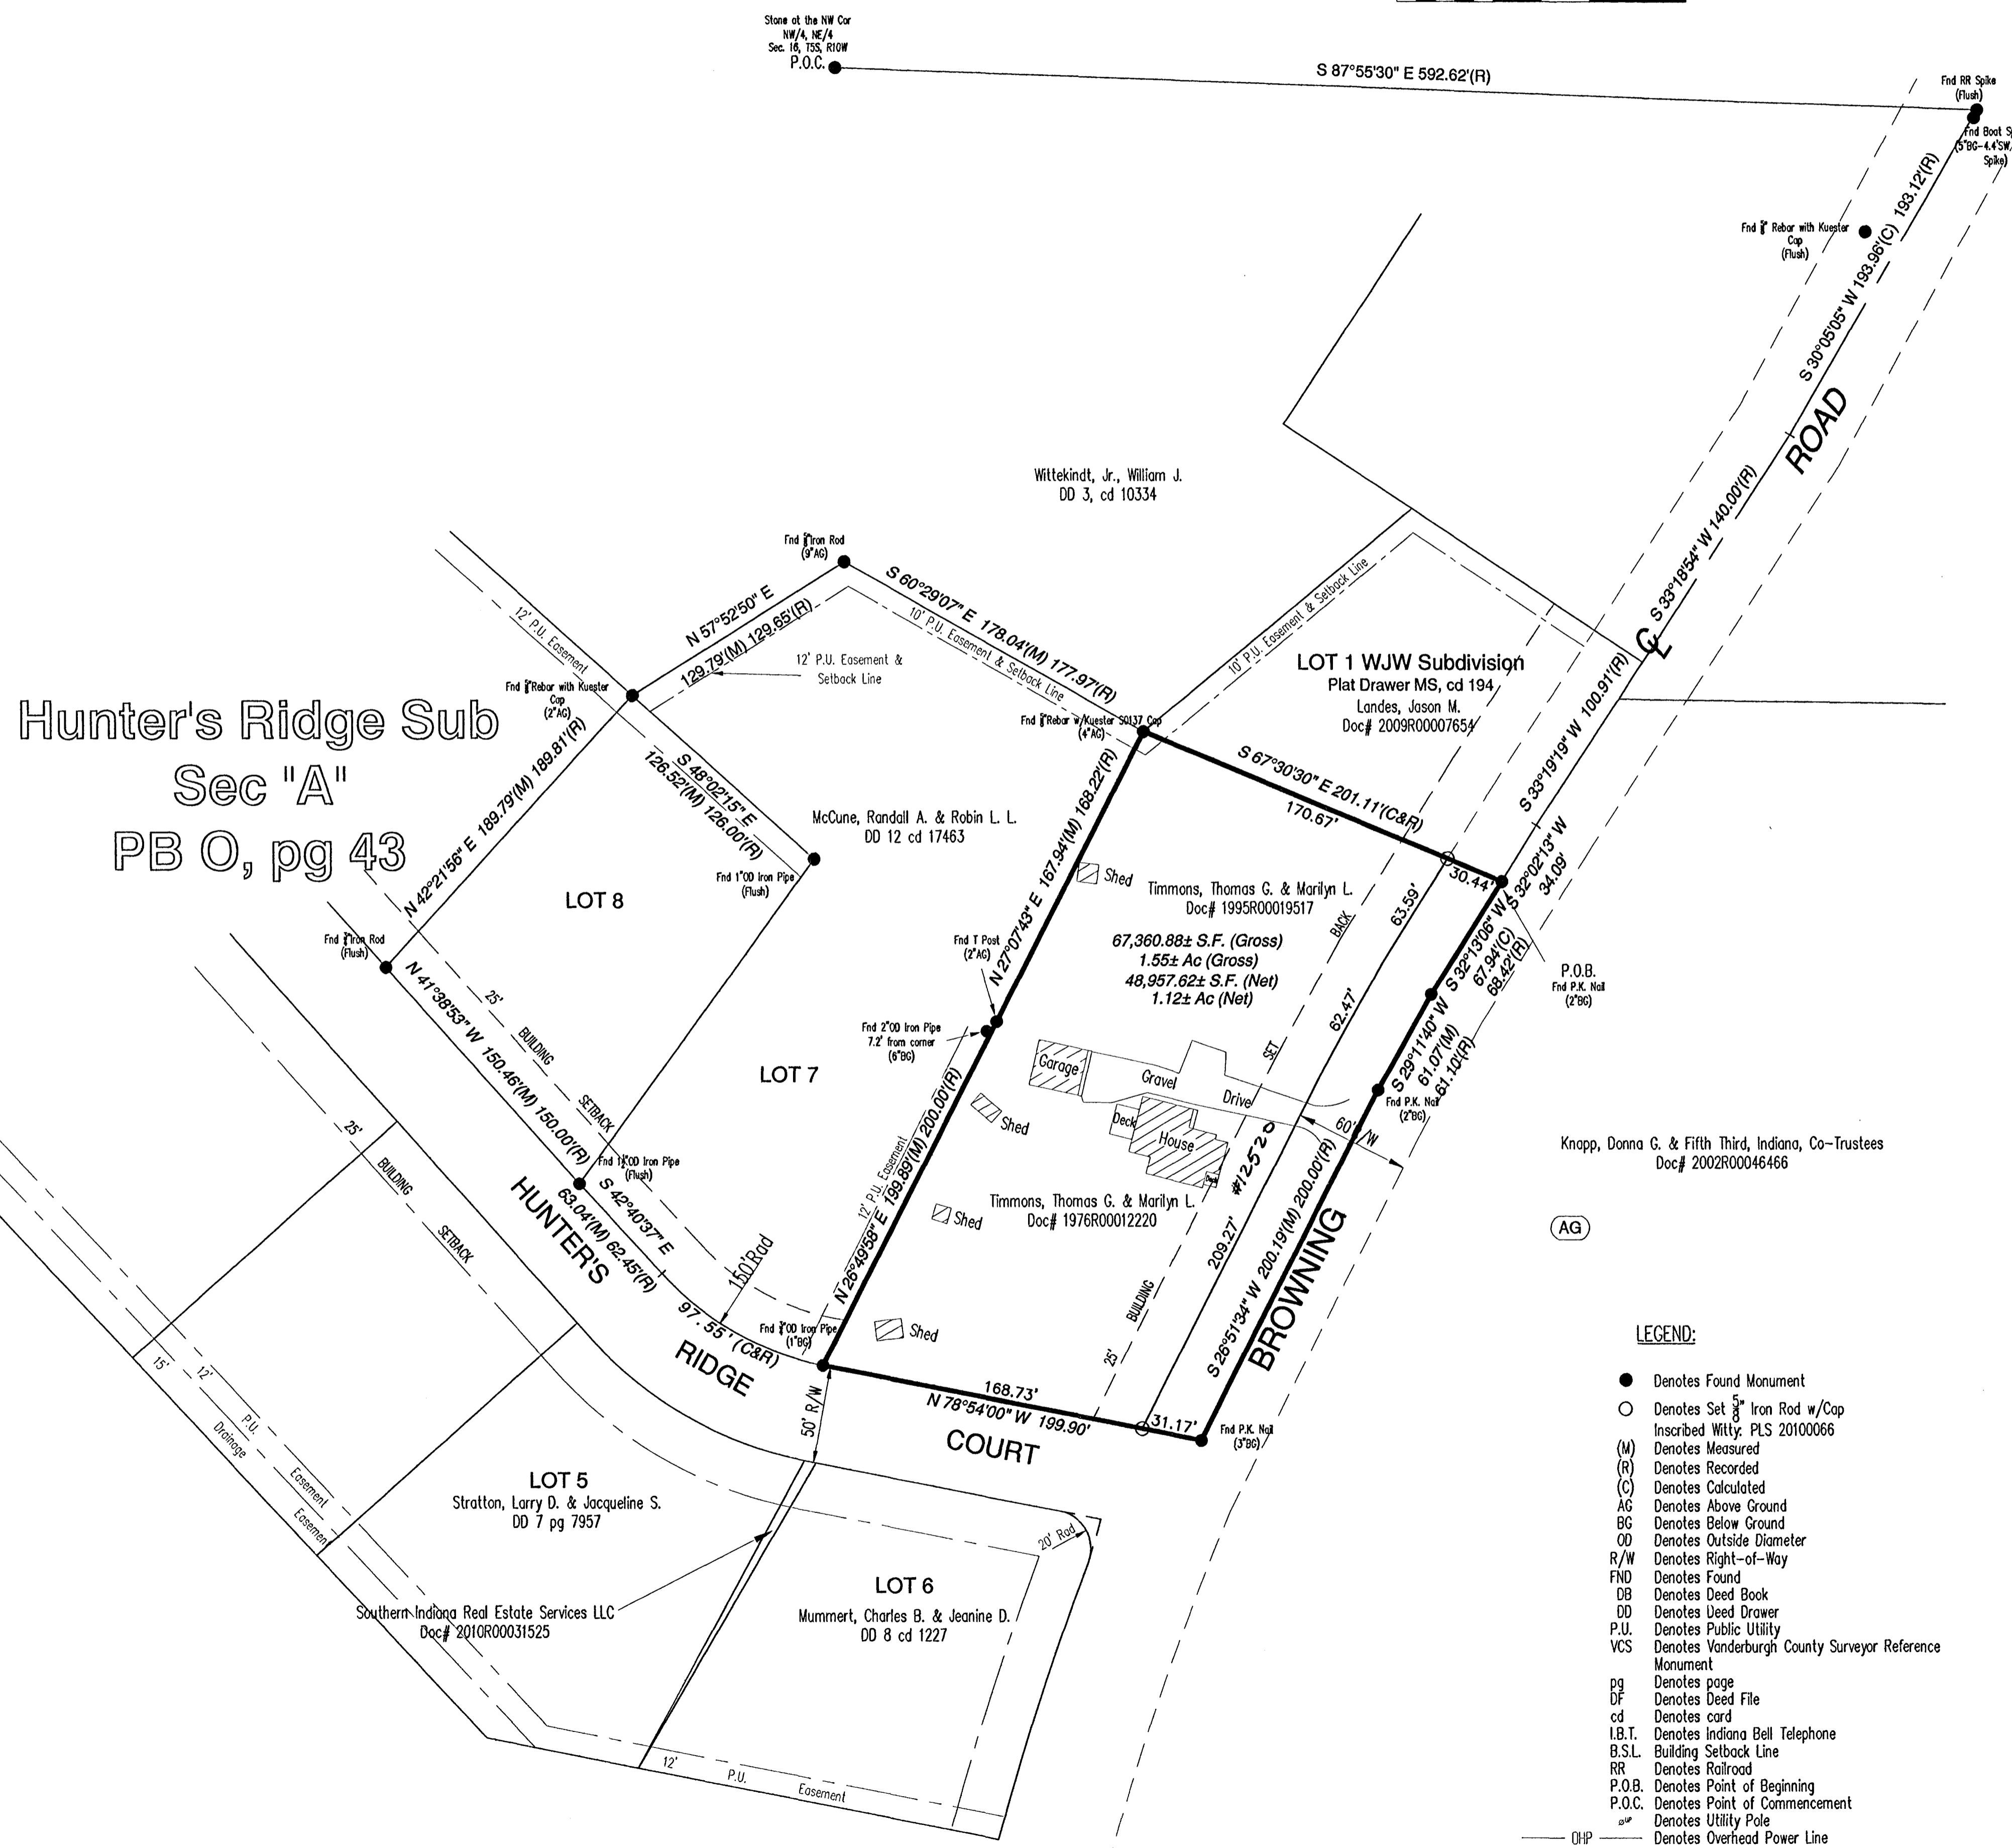 Stone at the NW Cor
NW/4, NE/4
Sec. 16, T5S, R10W
P.O.C.
S 87°55'30" E 592.62'(R)
Fnd RR Spike
(Flush)
Fnd Boat
(5"BG-4.4'SW,
Spike)
Fnd 5/8" Rebar with Kuester
Cap
(Flush)
S 30°05'05" W 193.96'(C) 193.12'(R)
ROAD
S 33°18'54" W 140.00'(R)
CL
S 33°19'19" W 100.91'(R)
Wittekindt, Jr., William J.
DD 3, cd 10334
Fnd 5/8"Iron Rod
(9"AG)
S 60°29'07" E 178.04'(M) 177.97'(R)
10' P.U. Easement & Setback Line
N 57°52'50" E
129.79'(M) 129.65'(R)
12' P.U. Easement &
Setback Line
12' P.U. Easement
10' P.U. Easement & Setback Line
LOT 1 WJW Subdivision
Plat Drawer MS, cd 194
Landes, Jason M.
Doc# 2009R00007654
Hunter's Ridge Sub
Sec "A"
PB O, pg 43
Fnd 5/8"Rebar with Kuester
Cap
(2"AG)
Fnd 5/8"Rebar w/Kuester S0137 Cap
(4"AG)
S 67°30'30" E 201.11'(C&R)
170.67'
30.44'
S 32°02'13" W
34.09'
N 42°21'56" E 189.79'(M) 189.81'(R)
S 48°02'15" E
126.52'(M) 126.00'(R)
McCune, Randall A. & Robin L. L.
DD 12 cd 17463
Fnd 1"OD Iron Pipe
(Flush)
LOT 8
N 27°07'43" E 167.94'(M) 168.22'(R)
Shed
Timmons, Thomas G. & Marilyn L.
Doc# 1995R00019517
67,360.88± S.F. (Gross)
1.55± Ac (Gross)
48,957.62± S.F. (Net)
1.12± Ac (Net)
BACK
63.59'
S 32°13'06" W
67.94'(C)
68.42'(R)
P.O.B.
Fnd P.K. Nail
(2"BG)
Iron Rod
(Flush)
Fnd T Post
(2"AG)
Fnd 2"OD Iron Pipe
7.2' from corner
(6"BG)
62.47'
SET
S 29°11'40" W
61.07'(M)
61.10'(R)
Fnd P.K. Nail
(2"BG)
N 41°38'53" W 150.46'(M) 150.00'(R)
25'
BUILDING
SETBACK
LOT 7
Garage
Gravel
Drive
Deck
House
Deck
#12520
60' R/W
Shed
Knapp, Donna G. & Fifth Third, Indiana, Co-Trustees
Doc# 2002R00046466
AG
25'
BUILDING
SETBACK
Iron Pipe
(Flush)
S 42°40'37" E
63.04'(M) 62.45'(R)
12' P.U. Easement
N 26°49'58" E 199.89'(M) 200.00'(R)
Timmons, Thomas G. & Marilyn L.
Doc# 1976R00012220
Shed
Shed
209.27'
S 26°51'34" W 200.19'(M) 200.00'(R)
BROWNING
BUILDING
25'
HUNTER'S
150'Rad
97.55' (C&R)
OD Iron Pipe
(1"BG)
RIDGE
50' R/W
168.73'
N 78°54'00" W 199.90'
31.17'
Fnd P.K. Nail
(3"BG)
COURT
15'
12'
P.U.
Drainage
Easement
Easement
LOT 5
Stratton, Larry D. & Jacqueline S.
DD 7 pg 7957
20' Rad
LOT 6
Mummert, Charles B. & Jeanine D.
DD 8 cd 1227
Southern Indiana Real Estate Services LLC
Doc# 2010R00031525
12'
P.U.
Easement
LEGEND:
Denotes Found Monument
Denotes Set 5/8" Iron Rod w/Cap
Inscribed Witty: PLS 20100066
(M) Denotes Measured
(R) Denotes Recorded
(C) Denotes Calculated
AG Denotes Above Ground
BG Denotes Below Ground
OD Denotes Outside Diameter
R/W Denotes Right-of-Way
FND Denotes Found
DB Denotes Deed Book
DD Denotes Deed Drawer
P.U. Denotes Public Utility
VCS Denotes Vanderburgh County Surveyor Reference
Monument
pg Denotes page
DF Denotes Deed File
cd Denotes card
I.B.T. Denotes Indiana Bell Telephone
B.S.L. Building Setback Line
RR Denotes Railroad
P.O.B. Denotes Point of Beginning
P.O.C. Denotes Point of Commencement
Denotes Utility Pole
OHP Denotes Overhead Power Line